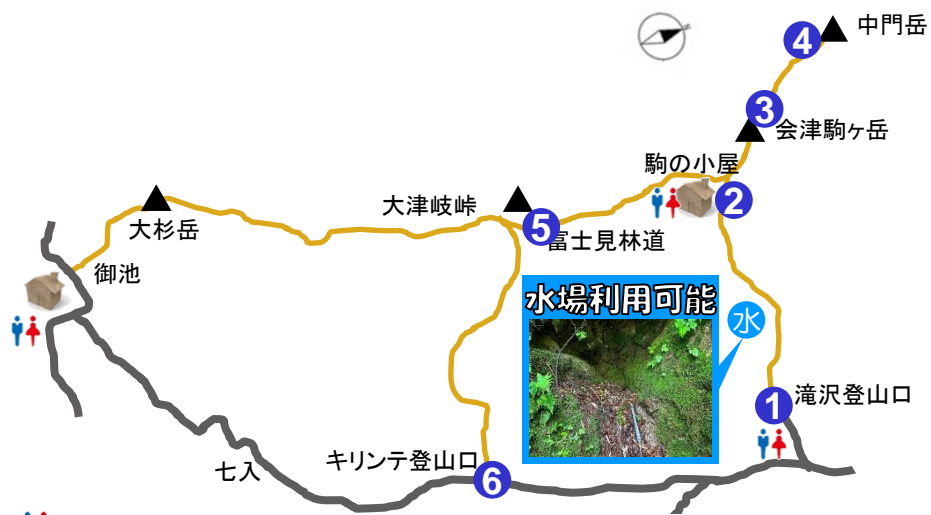 中門岳
4
3
会津駒ヶ岳
駒の小屋
2
大津岐峠
5
富士見林道
大杉岳
御池
水場利用可能
水
1
滝沢登山口
キリンテ登山口
6
七入